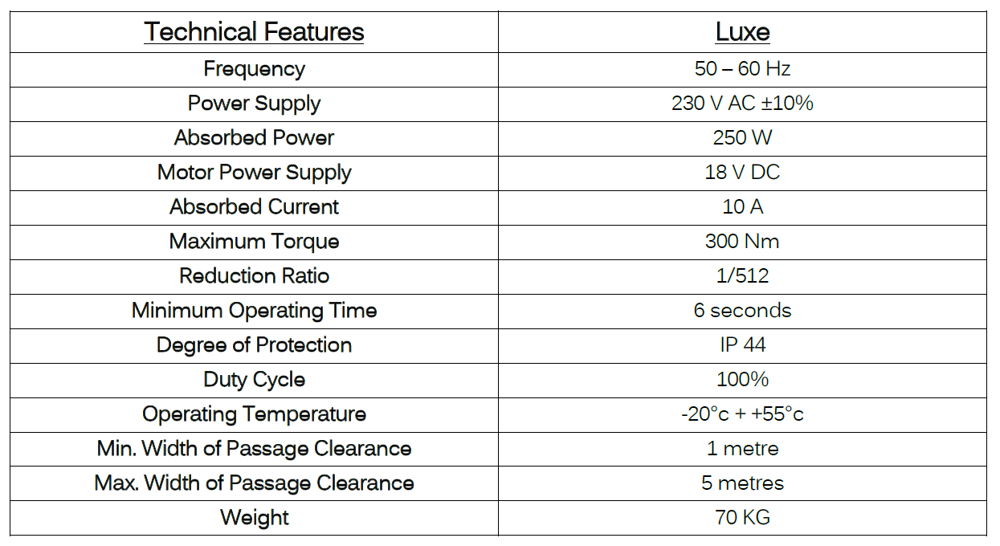 Technical Features Luxe
Frequency 50 – 60 Hz
Power Supply 230 V AC ±10%
Absorbed Power 250 W
Motor Power Supply 18 V DC
Absorbed Current 10 A
Maximum Torque 300 Nm
Reduction Ratio 1/512
Minimum Operating Time 6 seconds
Degree of Protection IP 44
Duty Cycle 100%
Operating Temperature -20°c + +55°c
Min. Width of Passage Clearance 1 metre
Max. Width of Passage Clearance 5 metres
Weight 70 KG